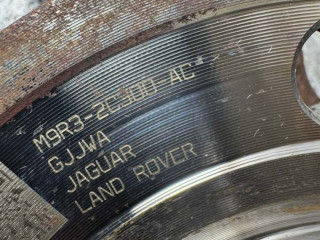 M9R3-2C300-AC
GJJWA
JAGUAR
LAND ROVER